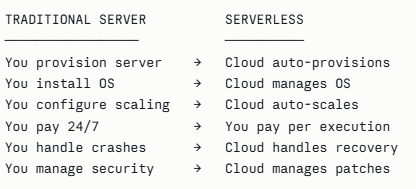 TRADITIONAL SERVER SERVERLESS
You provision server → Cloud auto-provisions
You install OS → Cloud manages OS
You configure scaling → Cloud auto-scales
You pay 24/7 → You pay per execution
You handle crashes → Cloud handles recovery
You manage security → Cloud manages patches